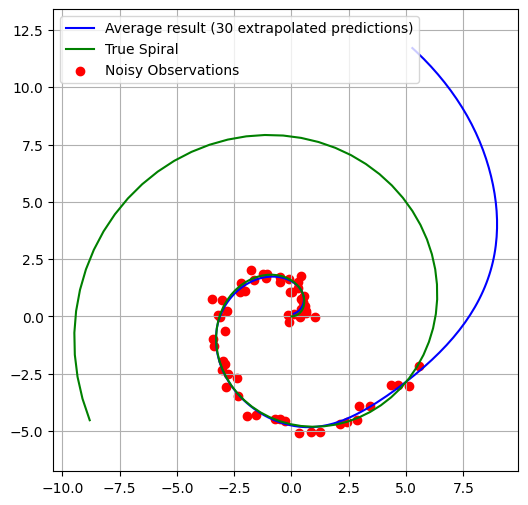 12.5
10.0
7.5
5.0
2.5
0.0
−2.5
−5.0
−10.0 −7.5 −5.0 −2.5 0.0 2.5 5.0 7.5
Average result (30 extrapolated predictions)
True Spiral
Noisy Observations